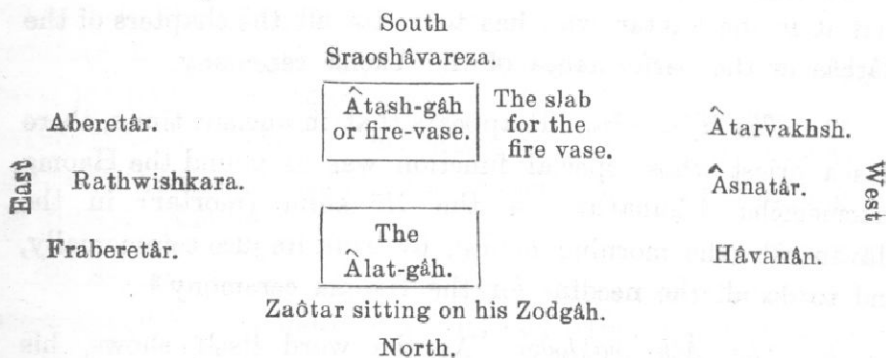 South
Sraoshâvareza.
Âtash-gâh
or fire-vase.
The slab
for the
fire vase.
Aberetâr.
Âtarvakhsh.
East
Rathwishkara.
Âsnatâr.
West
Fraberetâr.
The
Âlat-gâh.
Hâvanân.
Zaôtar sitting on his Zodgâh.
North.